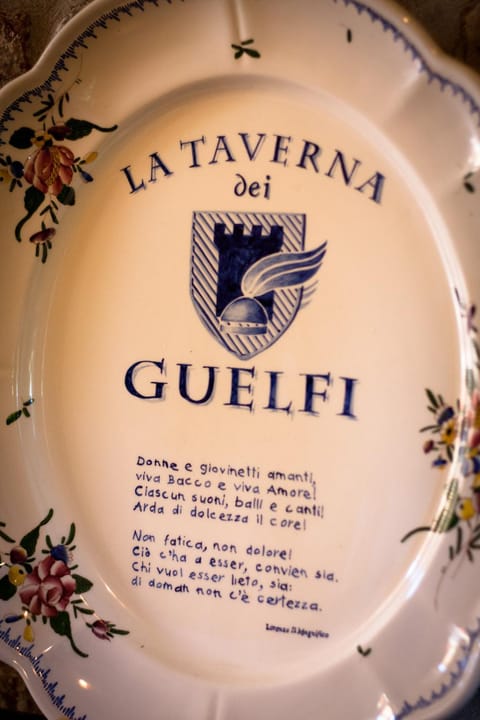 LA TAVERNA
dei
GUELFI
Donne e giovinetti amanti,
viva Bacco e viva Amore!
Ciascun suoni, balli e canti!
Arda di dolcezza il core!
Non fatica, non dolore!
Ciò c'ha a esser, convien sia.
Chi vuol esser lieto, sia:
di doman non c'è certezza.
Lorenzo Il Magnifico